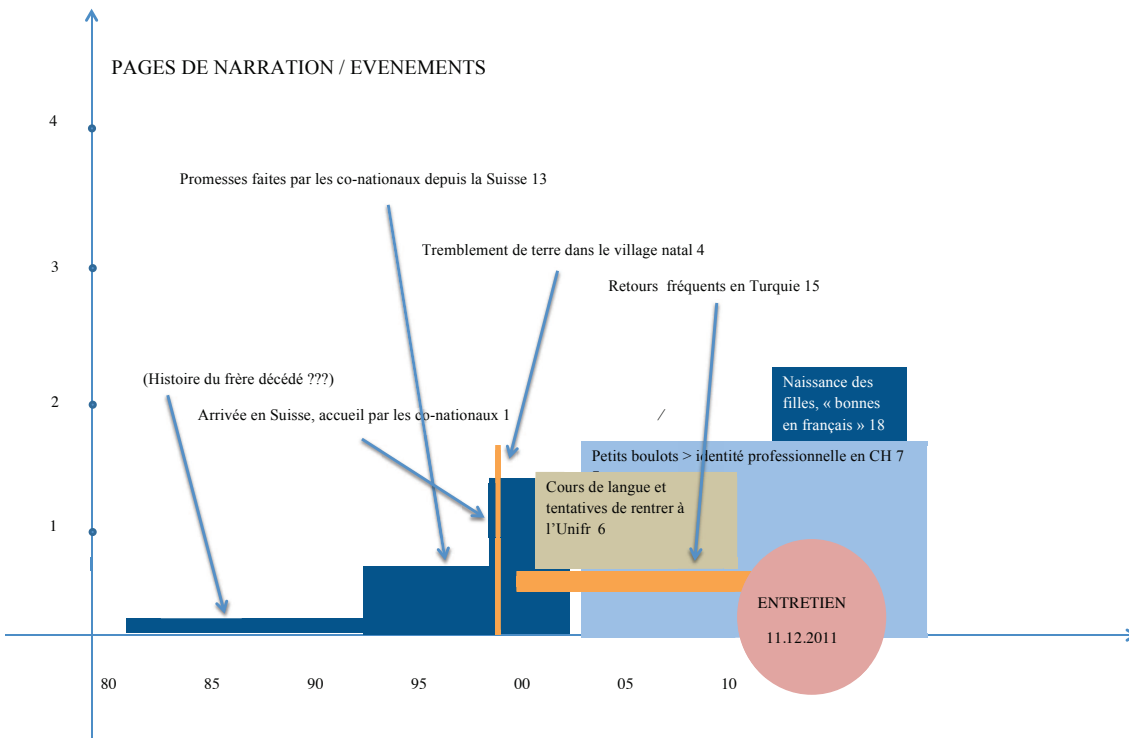 PAGES DE NARRATION / EVENEMENTS
4
Promesses faites par les co-nationaux depuis la Suisse 13
Tremblement de terre dans le village natal 4
3
Retours fréquents en Turquie 15
(Histoire du frère décédé ???)
Naissance des
filles, « bonnes
en français » 18
2
Arrivée en Suisse, accueil par les co-nationaux 1
/
Petits boulots > identité professionnelle en CH 7
Cours de langue et
tentatives de rentrer à
l’Unifr 6
1
ENTRETIEN
11.12.2011
80 85 90 95 00 05 10